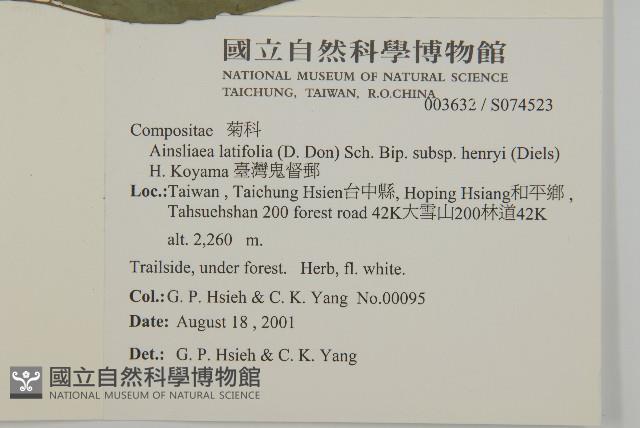 國立自然科學博物館
NATIONAL MUSEUM OF NATURAL SCIENCE
TAICHUNG, TAIWAN, R.O.CHINA
003632 / S074523
Compositae 菊科
Ainsliaea latifolia (D. Don) Sch. Bip. subsp. henryi (Diels)
H. Koyama 臺灣鬼督郵
Loc.:Taiwan , Taichung Hsien台中縣, Hoping Hsiang和平鄉 ,
Tahsuehshan 200 forest road 42K大雪山200林道42K
alt. 2,260 m.
Trailside, under forest. Herb, fl. white.
Col.: G. P. Hsieh & C. K. Yang No.00095
Date: August 18 , 2001
Det.: G. P. Hsieh & C. K. Yang
國立自然科學博物館
NATIONAL MUSEUM OF NATURAL SCIENCE